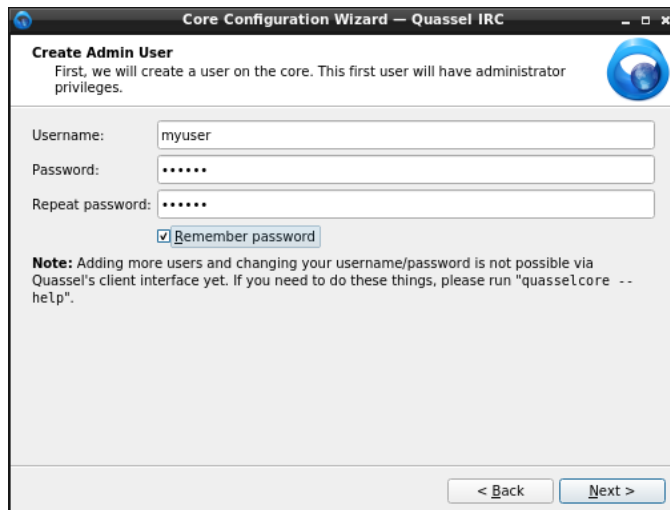 Core Configuration Wizard — Quassel IRC
Create Admin User
First, we will create a user on the core. This first user will have administrator
privileges.
Username:
myuser
Password:
••••••
Repeat password:
••••••
Remember password
Note: Adding more users and changing your username/password is not possible via
Quassel's client interface yet. If you need to do these things, please run "quasselcore --
help".
< Back
Next >